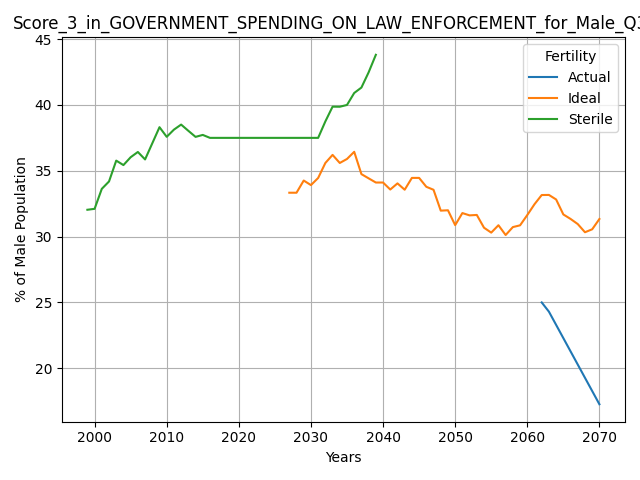 Score_3_in_GOVERNMENT_SPENDING_ON_LAW_ENFORCEMENT_for_Male_Q3
Fertility
Actual
Ideal
Sterile
% of Male Population
45
40
35
30
25
20
2000 2010 2020 2030 2040 2050 2060 2070
Years